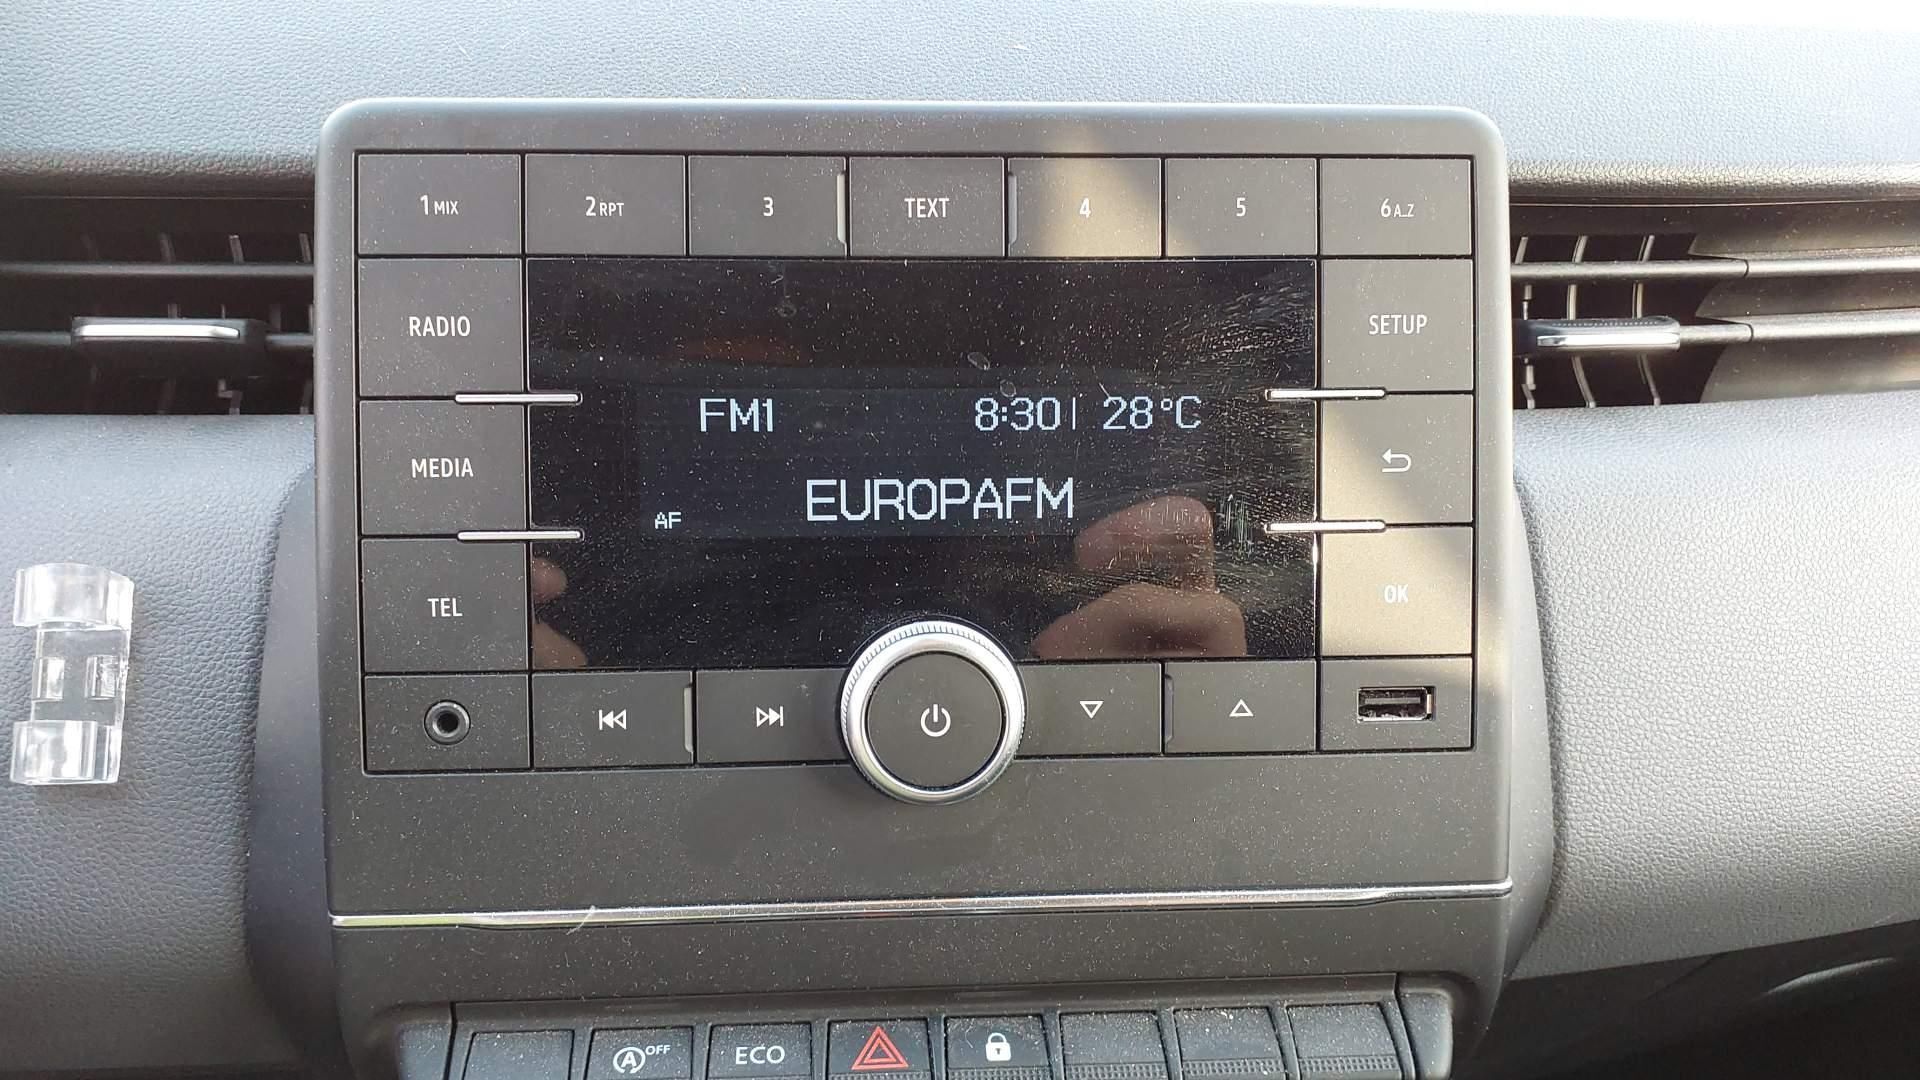 1 MIX 2 RPT 3 TEXT 4 5 6 A_Z
RADIO
SETUP
FM1 8:30 | 28°C
MEDIA
AF EUROPAFM
TEL
OK
A OFF ECO